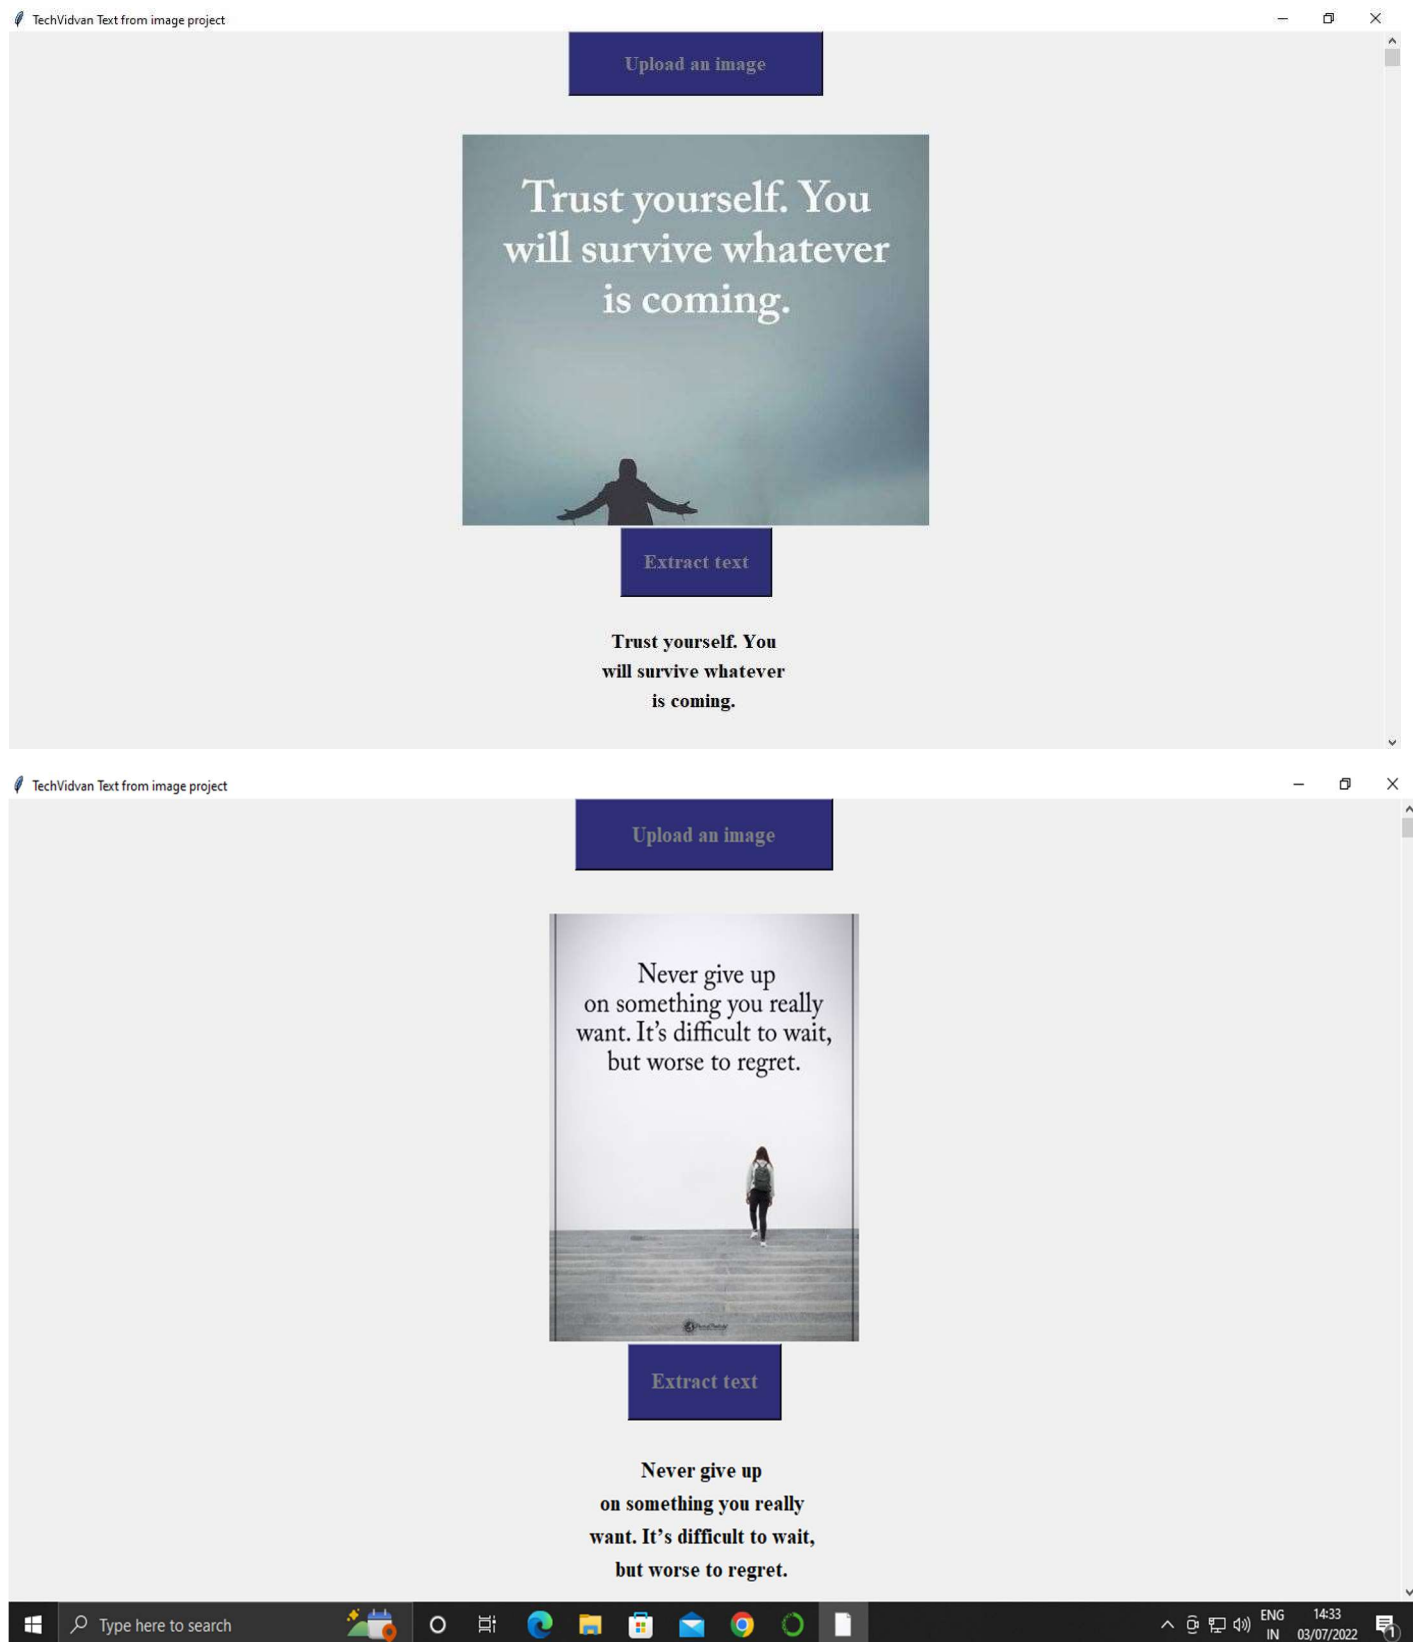 TechVidvan Text from image project
Upload an image
Trust yourself. You
will survive whatever
is coming.
Extract text
Trust yourself. You
will survive whatever
is coming.
TechVidvan Text from image project
Upload an image
Never give up
on something you really
want. It's difficult to wait,
but worse to regret.
Extract text
Never give up
on something you really
want. It’s difficult to wait,
but worse to regret.
Type here to search
ENG
IN
14:33
03/07/2022
1